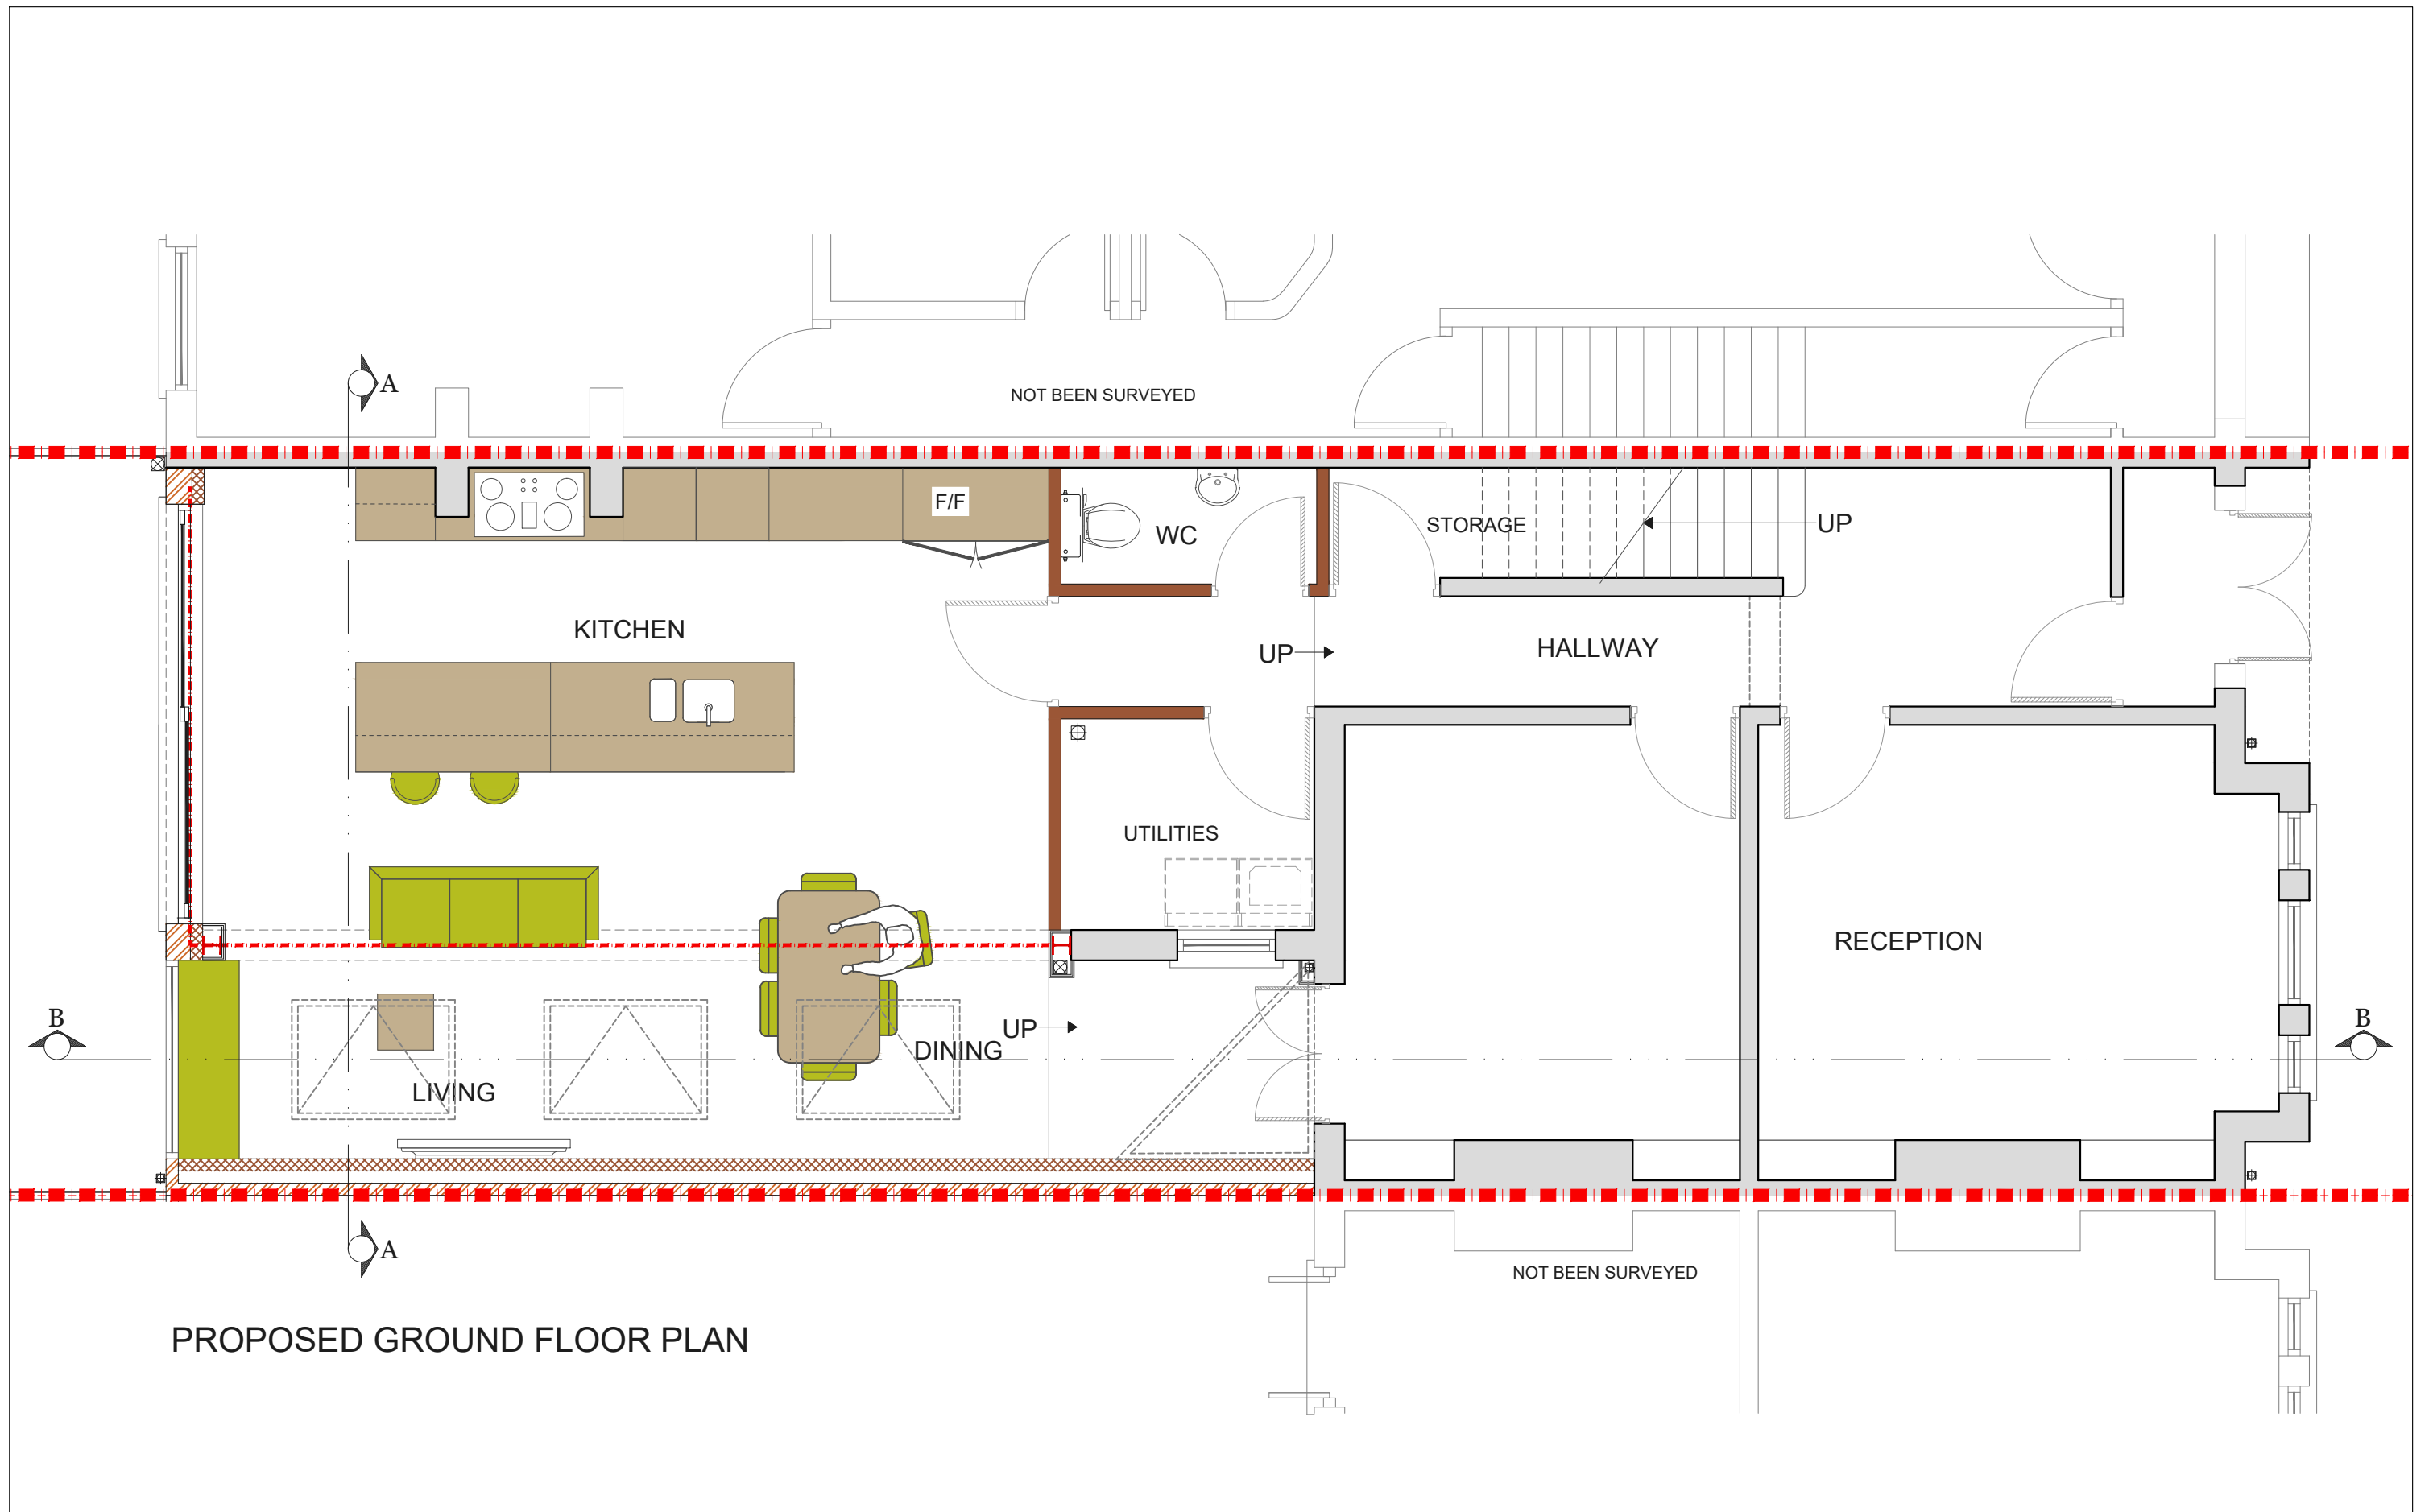 A
NOT BEEN SURVEYED
F/F
WC
STORAGE
UP
KITCHEN
UP
HALLWAY
UTILITIES
RECEPTION
B
UP
DINING
B
LIVING
A
NOT BEEN SURVEYED
PROPOSED GROUND FLOOR PLAN